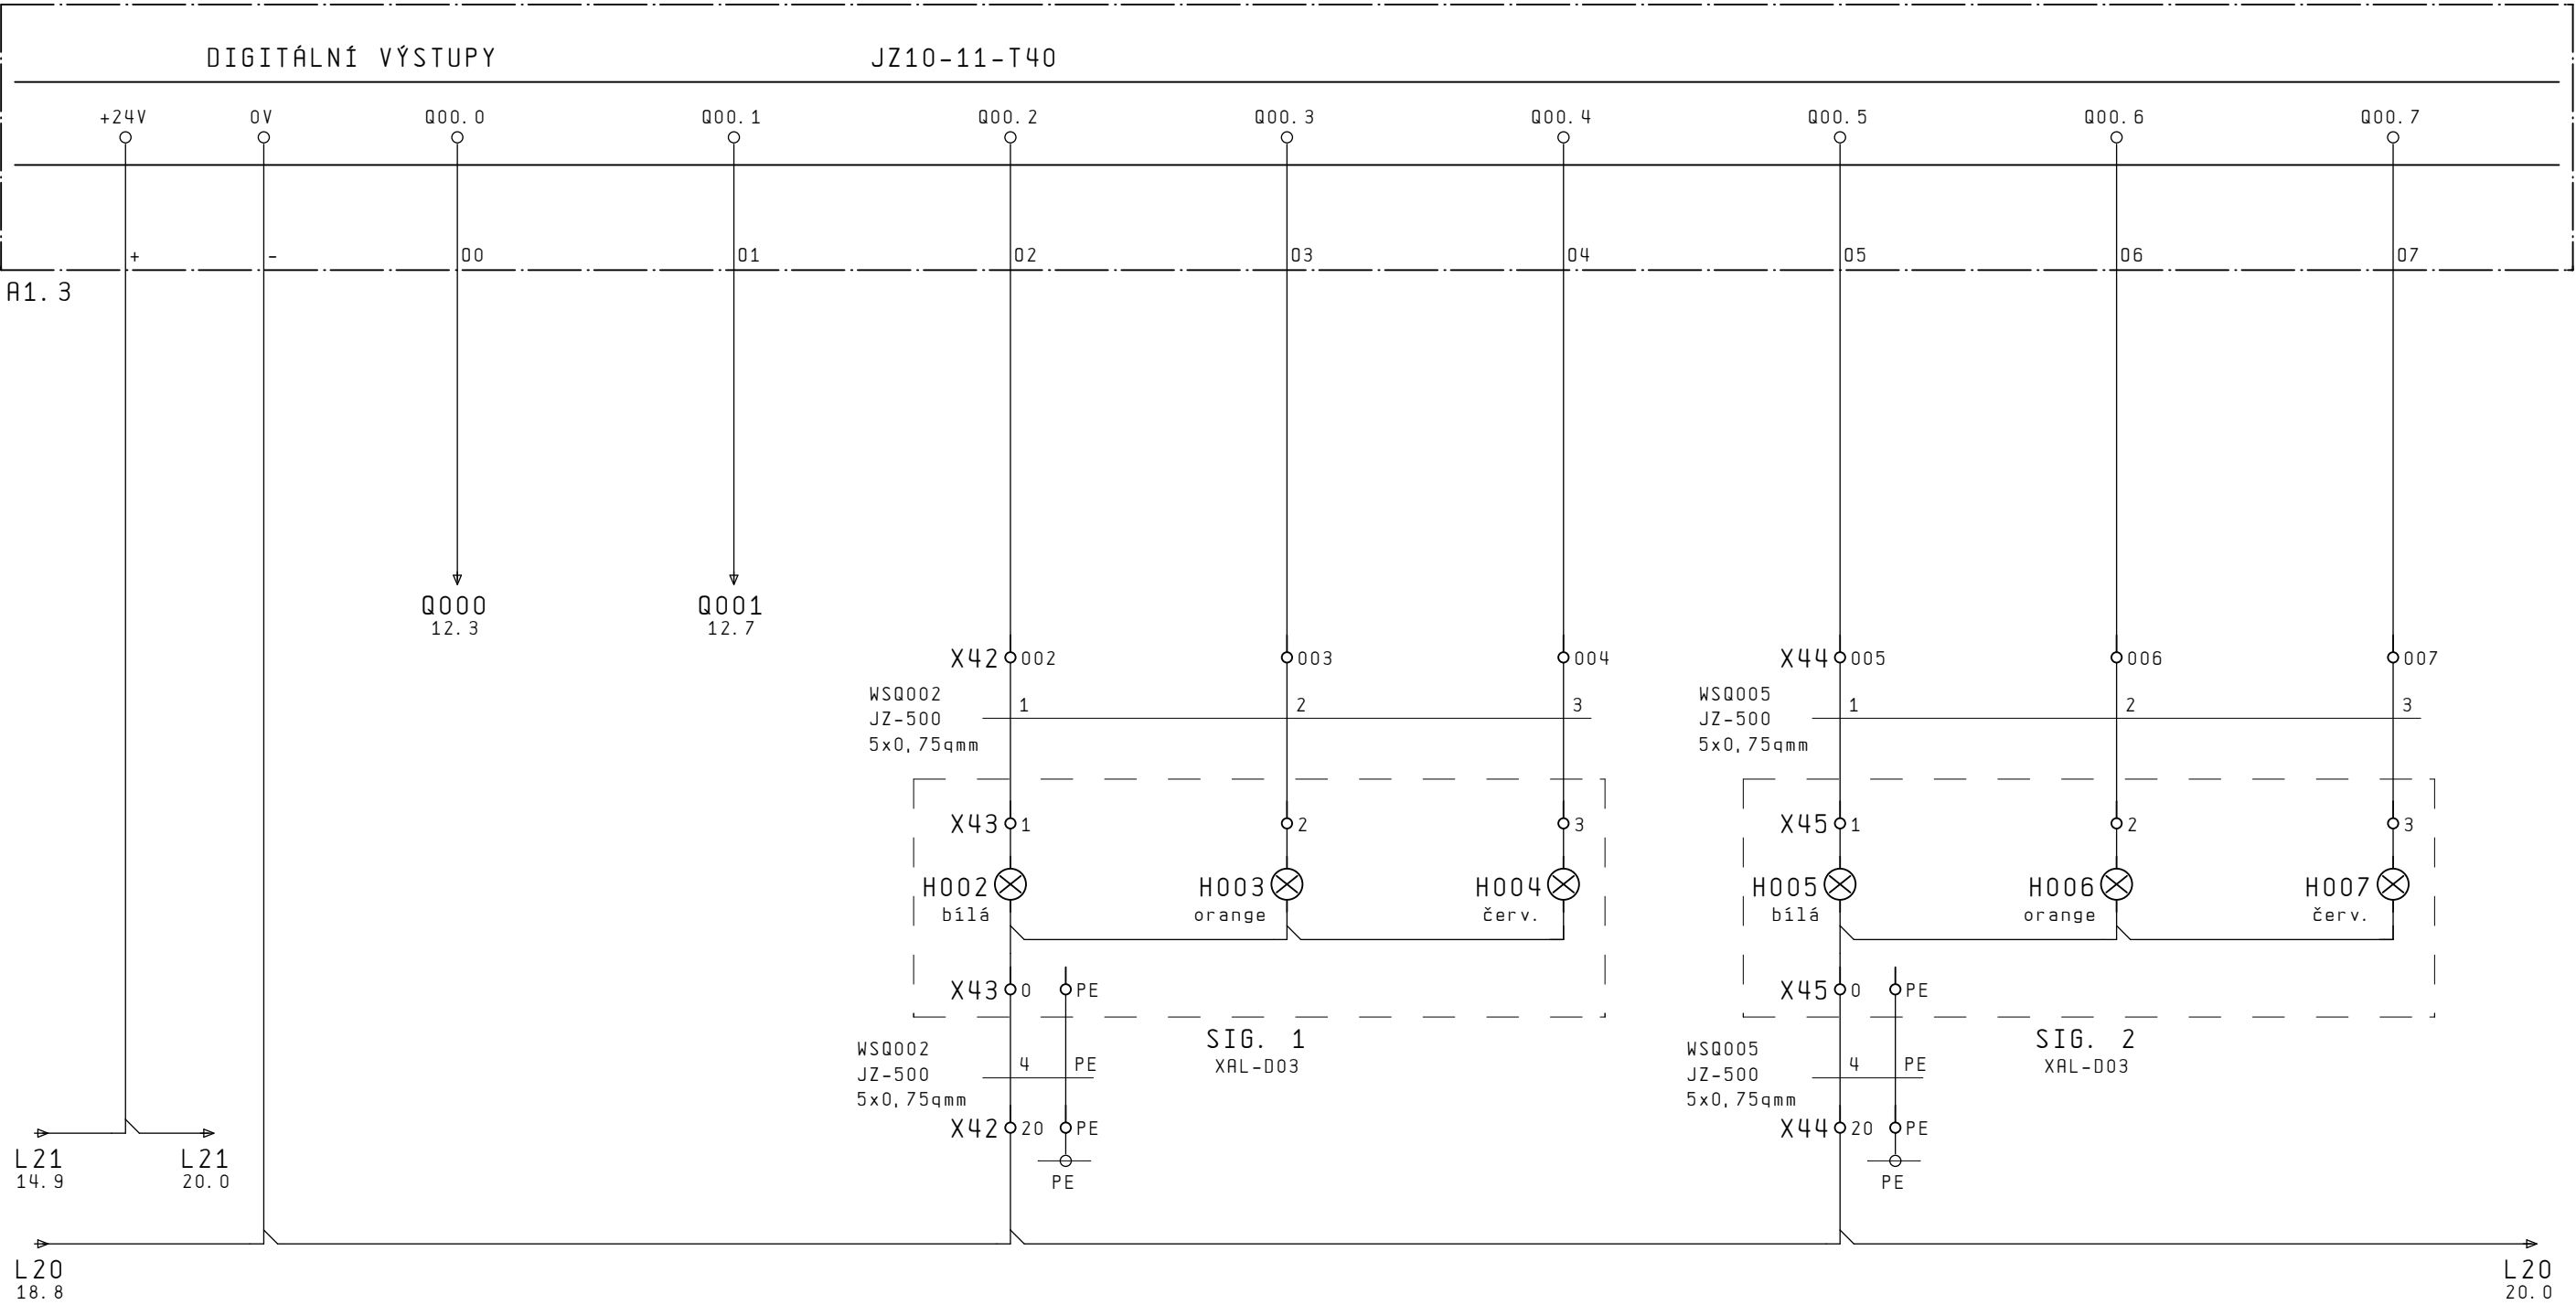 DIGITÁLNÍ VÝSTUPY JZ10-11-T40
+24V 0V Q00.0 Q00.1 Q00.2 Q00.3 Q00.4 Q00.5 Q00.6 Q00.7
+ - 00 01 02 03 04 05 06 07
A1.3
Q000 Q001
12.3 12.7
X42 002 003 004 X44 005 006 007
WSQ002 WSQ005
1 2 3 1 2 3
JZ-500 JZ-500
5x0,75qmm 5x0,75qmm
X43 1 2 3 X45 1 2 3
H002 H003 H004 H005 H006 H007
bílá orange červ. bílá orange červ.
X43 0 PE X45 0 PE
SIG. 1 SIG. 2
WSQ002 WSQ005
4 PE XAL-D03 4 PE XAL-D03
JZ-500 JZ-500
5x0,75qmm 5x0,75qmm
X42 20 PE X44 20 PE
L21 L21
14.9 20.0 PE PE
L20 L20
18.8 20.0